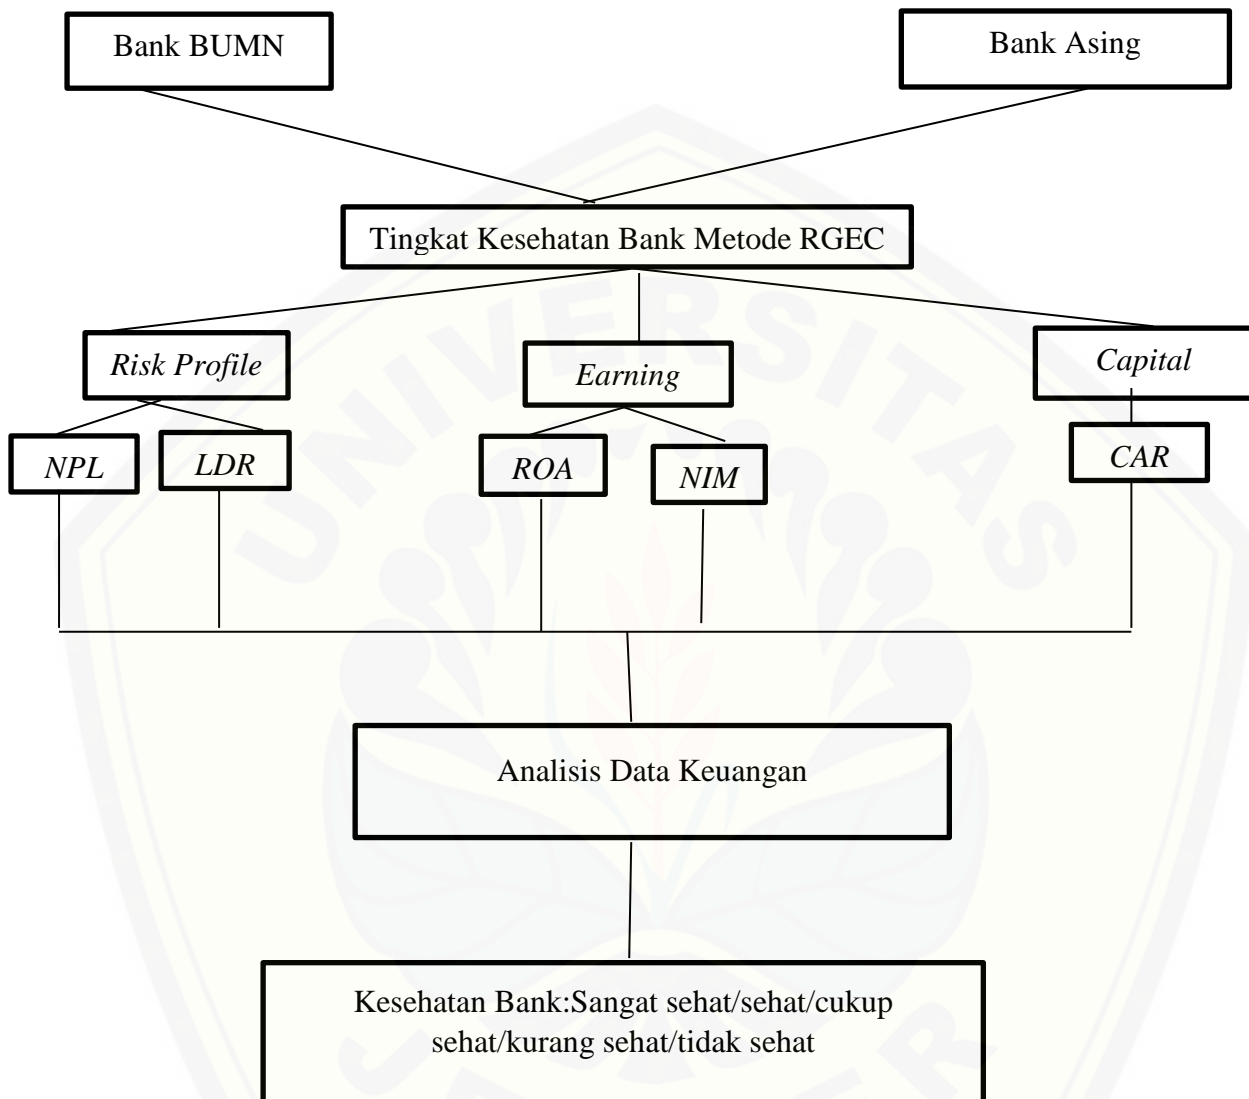 Bank BUMN
Bank Asing
Tingkat Kesehatan Bank Metode RGEC
Risk Profile
Earning
Capital
NPL
LDR
ROA
NIM
CAR
UNIVERSITAS
Analisis Data Keuangan
Kesehatan Bank:Sangat sehat/sehat/cukup
sehat/kurang sehat/tidak sehat